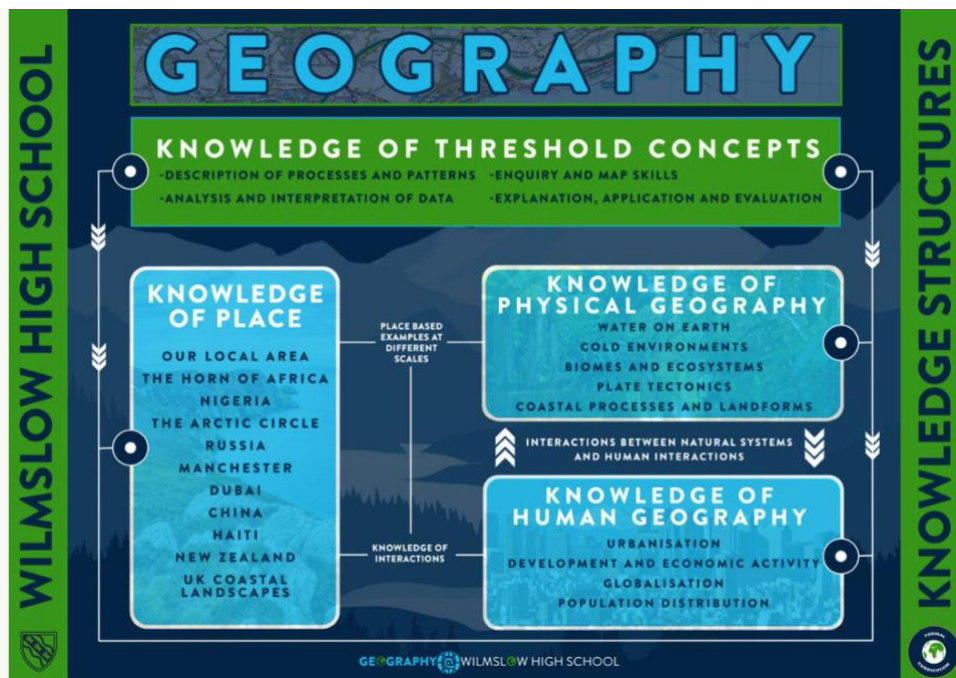 WILMSLOW HIGH SCHOOL
GEOGRAPHY
KNOWLEDGE OF THRESHOLD CONCEPTS
-DESCRIPTION OF PROCESSES AND PATTERNS
-ANALYSIS AND INTERPRETATION OF DATA
-ENQUIRY AND MAP SKILLS
-EXPLANATION, APPLICATION AND EVALUATION
KNOWLEDGE
OF PLACE
OUR LOCAL AREA
THE HORN OF AFRICA
NIGERIA
THE ARCTIC CIRCLE
RUSSIA
MANCHESTER
DUBAI
CHINA
HAITI
NEW ZEALAND
UK COASTAL
LANDSCAPES
PLACE BASED
EXAMPLES AT
DIFFERENT
SCALES
KNOWLEDGE OF
INTERACTIONS
KNOWLEDGE OF
PHYSICAL GEOGRAPHY
WATER ON EARTH
COLD ENVIRONMENTS
BIOMES AND ECOSYSTEMS
PLATE TECTONICS
COASTAL PROCESSES AND LANDFORMS
INTERACTIONS BETWEEN NATURAL SYSTEMS
AND HUMAN INTERACTIONS
KNOWLEDGE OF
HUMAN GEOGRAPHY
URBANISATION
DEVELOPMENT AND ECONOMIC ACTIVITY
GLOBALISATION
POPULATION DISTRIBUTION
GEOGRAPHY@WILMSLOW HIGH SCHOOL
KNOWLEDGE STRUCTURES
FORMAL
CURRICULUM